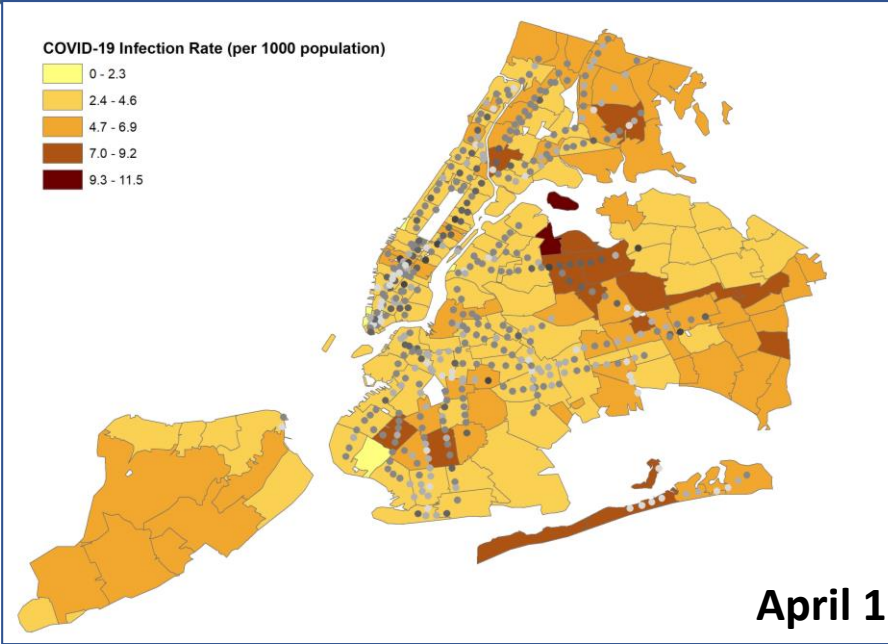 COVID-19 Infection Rate (per 1000 population)
0 - 2.3
2.4 - 4.6
4.7 - 6.9
7.0 - 9.2
9.3 - 11.5
April 1